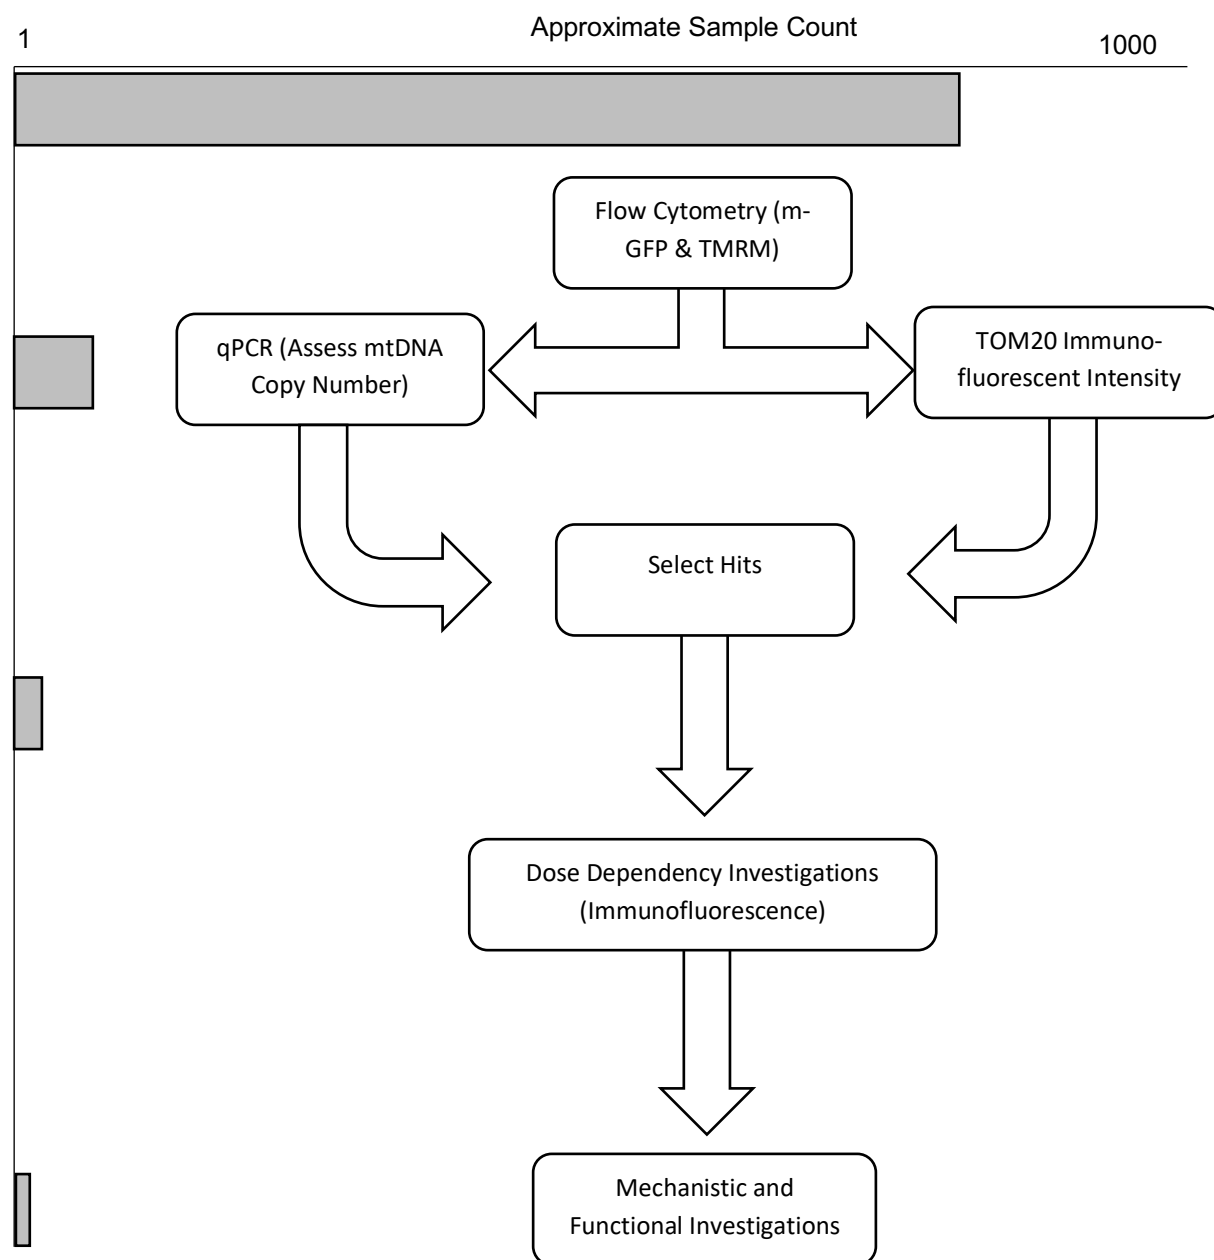 Approximate Sample Count
1
1000
Flow Cytometry (m-
GFP & TMRM)
qPCR (Assess mtDNA
Copy Number)
TOM20 Immuno-
fluorescent Intensity
Select Hits
Dose Dependency Investigations
(Immunofluorescence)
Mechanistic and
Functional Investigations